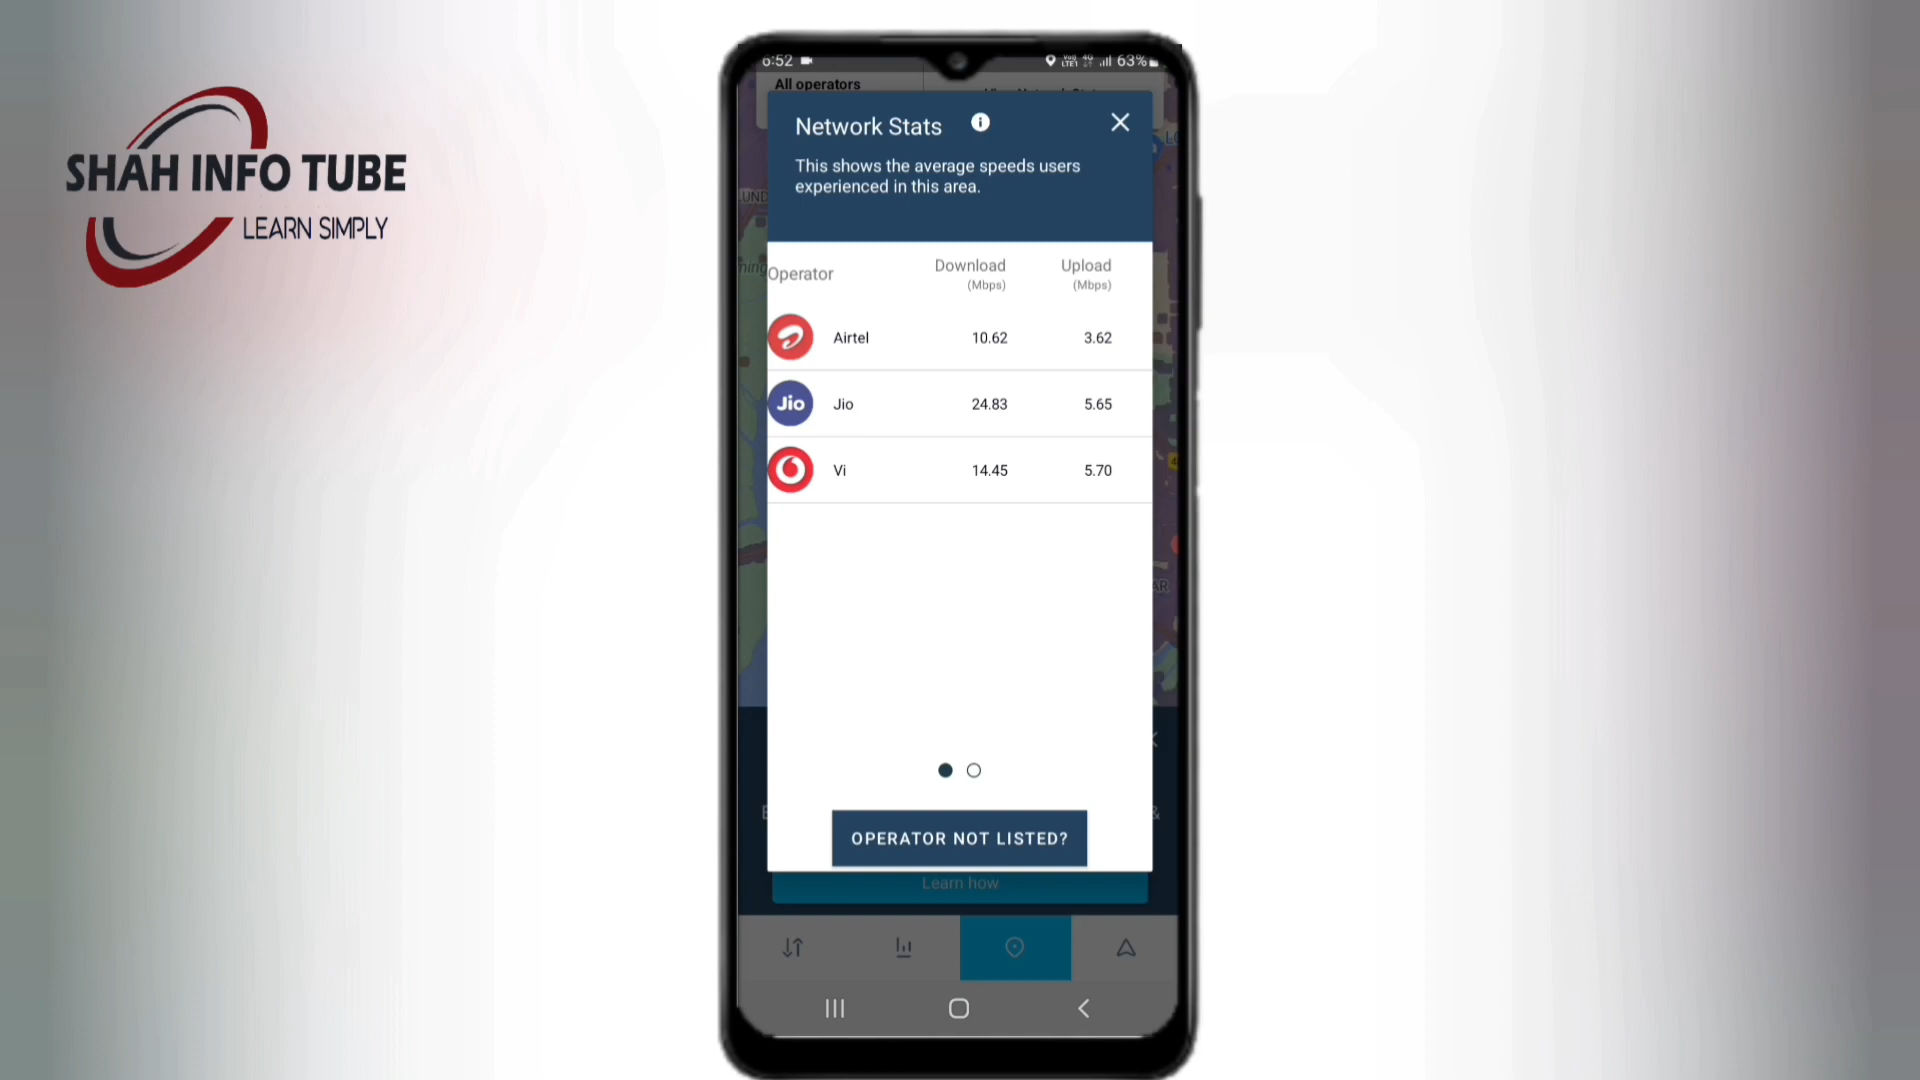 SHAH INFO TUBE
LEARN SIMPLY
6:52
63%
All operators
Network Stats
This shows the average speeds users
experienced in this area.
Operator
Download
(Mbps)
Upload
(Mbps)
Airtel
10.62
3.62
Jio
Jio
24.83
5.65
Vi
14.45
5.70
OPERATOR NOT LISTED?
Learn how